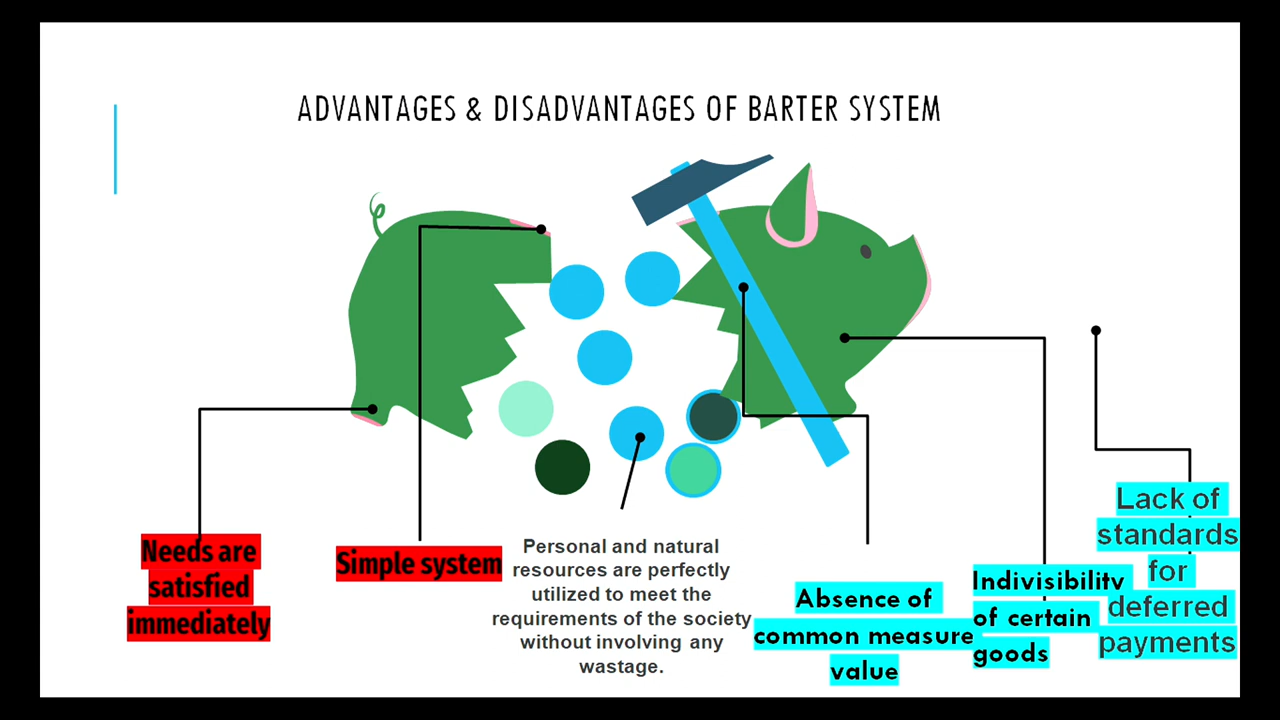 ADVANTAGES & DISADVANTAGES OF BARTER SYSTEM
Needs are
satisfied
immediately
Simple system
Personal and natural
resources are perfectly
utilized to meet the
requirements of the society
without involving any
wastage.
Absence of
common measure
value
Indivisibility
of certain
goods
Lack of
standards
for
deferred
payments